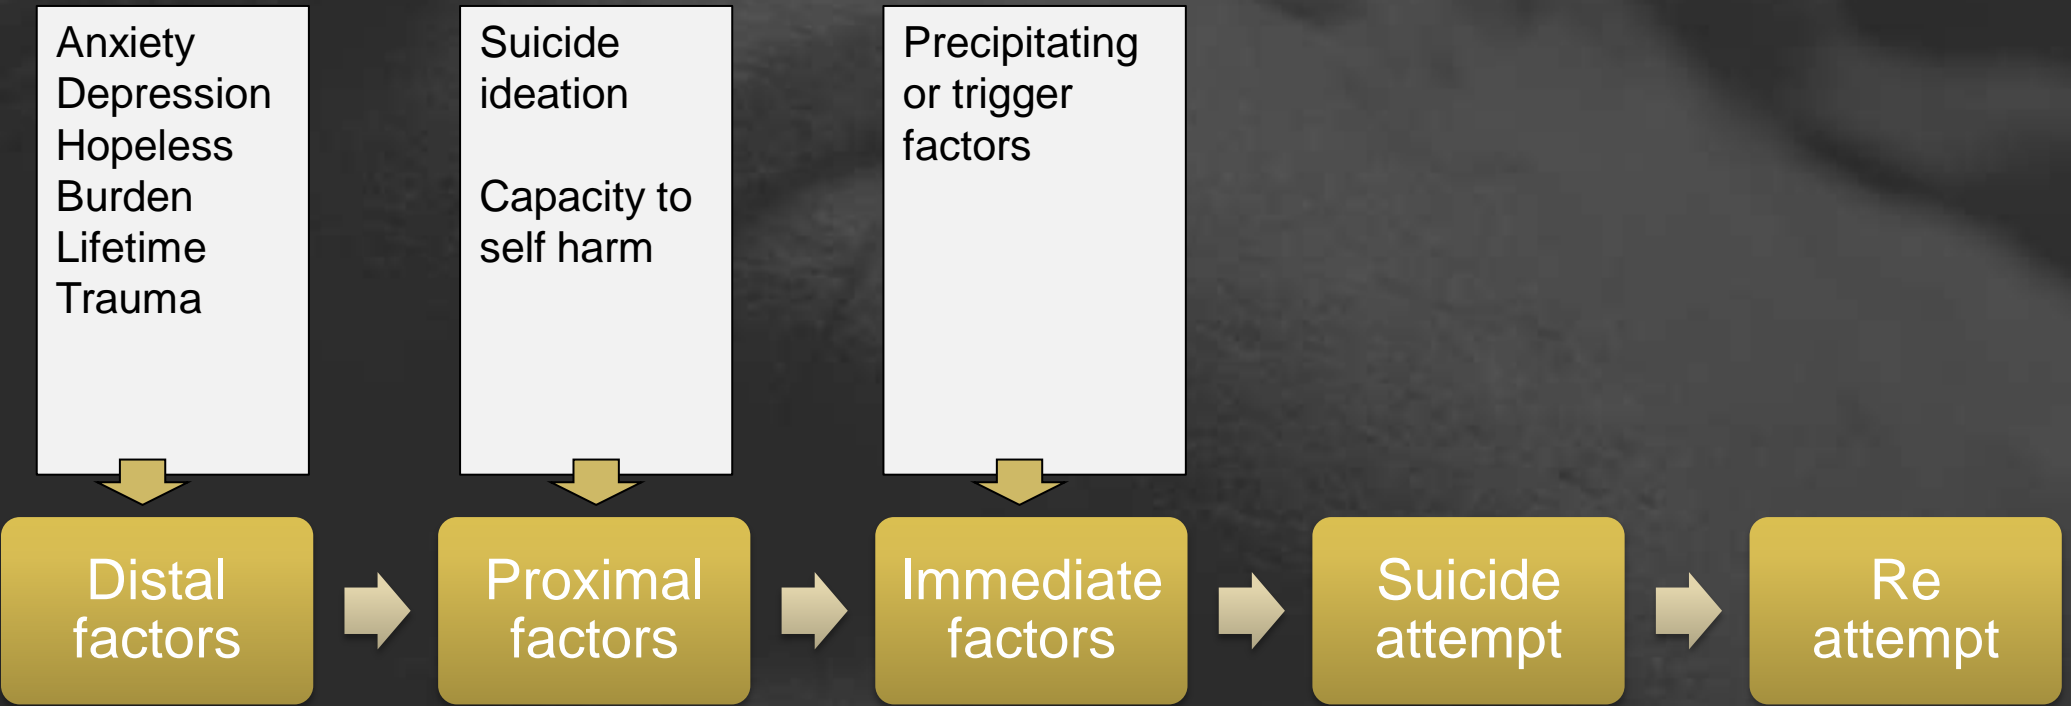 Anxiety
Depression
Hopeless
Burden
Lifetime
Trauma
Suicide
ideation
Capacity to
self harm
Precipitating
or trigger
factors
Distal
factors
Proximal
factors
Immediate
factors
Suicide
attempt
Re
attempt